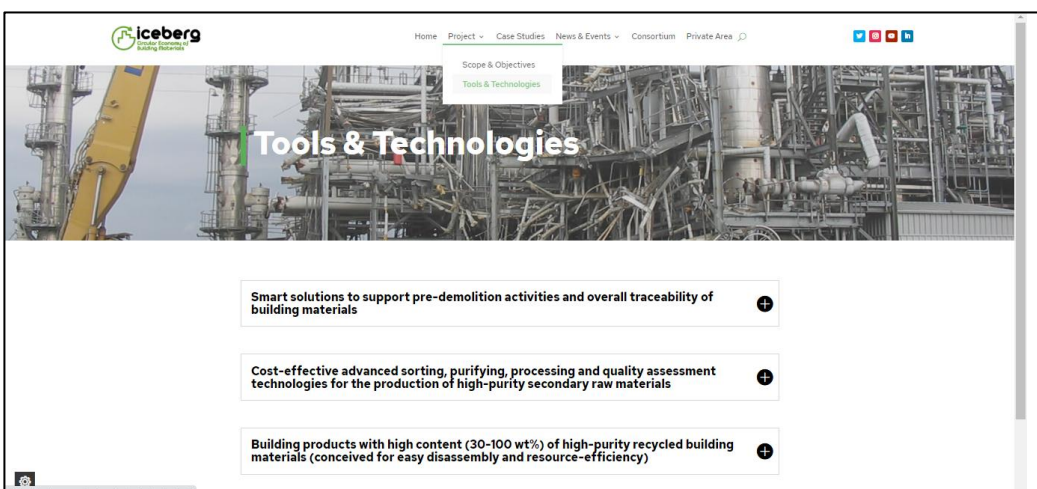 iceberg
Circular Economy of
Building Materials
Home Project Case Studies News & Events Consortium Private Area
Scope & Objectives
Tools & Technologies
Tools & Technologies
Smart solutions to support pre-demolition activities and overall traceability of
building materials
Cost-effective advanced sorting, purifying, processing and quality assessment
technologies for the production of high-purity secondary raw materials
Building products with high content (30-100 wt%) of high-purity recycled building
materials (conceived for easy disassembly and resource-efficiency)